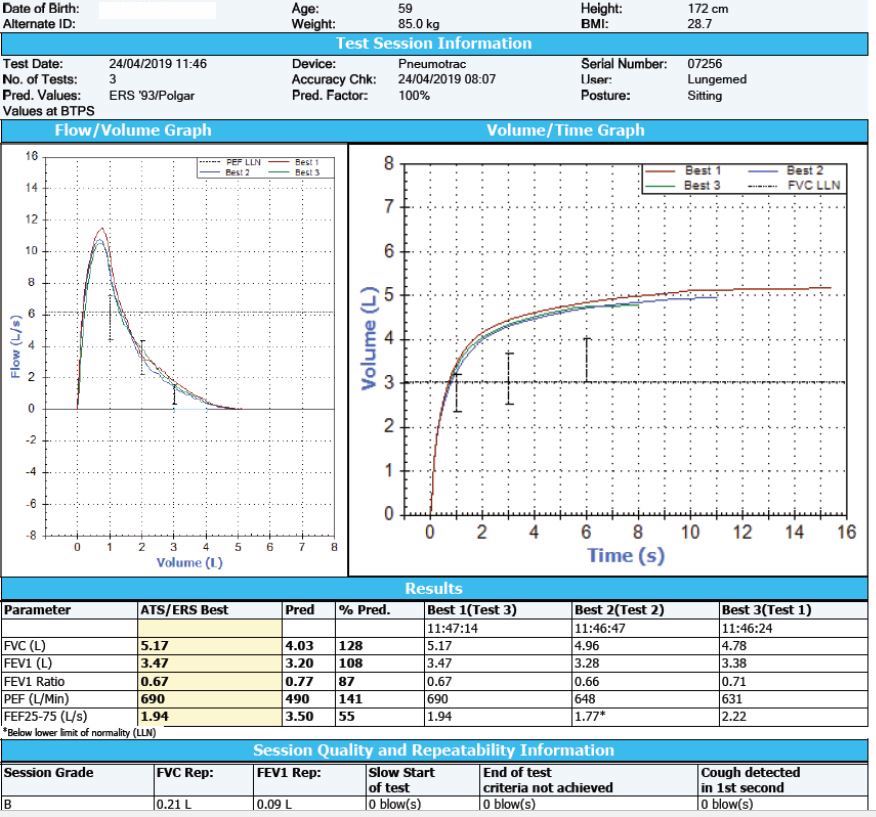 Date of Birth: Age: 59 Height: 172 cm
Alternate ID: Weight: 85.0 kg BMI: 28.7
Test Session Information
Test Date: 24/04/2019 11:46 Device: Pneumotrac Serial Number: 07256
No. of Tests: 3 Accuracy Chk: 24/04/2019 08:07 User: Lungemed
Pred. Values: ERS '93/Polgar Pred. Factor: 100% Posture: Sitting
Values at BTPS
Flow/Volume Graph Volume/Time Graph
PEF LLN Best 1
Best 2 Best 3
16
14
12
10
8
6
4
2
0
-2
-4
-6
-8
Flow (L/s)
0 1 2 3 4 5 6 7 8
Volume (L)
Best 1 Best 2
Best 3 FVC LLN
8
7
6
5
4
3
2
1
0
Volume (L)
0 2 4 6 8 10 12 14 16
Time (s)
Results
Parameter ATS/ERS Best Pred % Pred. Best 1(Test 3) Best 2(Test 2) Best 3(Test 1)
11:47:14 11:46:47 11:46:24
FVC (L) 5.17 4.03 128 5.17 4.96 4.78
FEV1 (L) 3.47 3.20 108 3.47 3.28 3.38
FEV1 Ratio 0.67 0.77 87 0.67 0.66 0.71
PEF (L/Min) 690 490 141 690 648 631
FEF25-75 (L/s) 1.94 3.50 55 1.94 1.77* 2.22
*Below lower limit of normality (LLN)
Session Quality and Repeatability Information
Session Grade FVC Rep: FEV1 Rep: Slow Start End of test Cough detected
of test criteria not achieved in 1st second
B 0.21 L 0.09 L 0 blow(s) 0 blow(s) 0 blow(s)